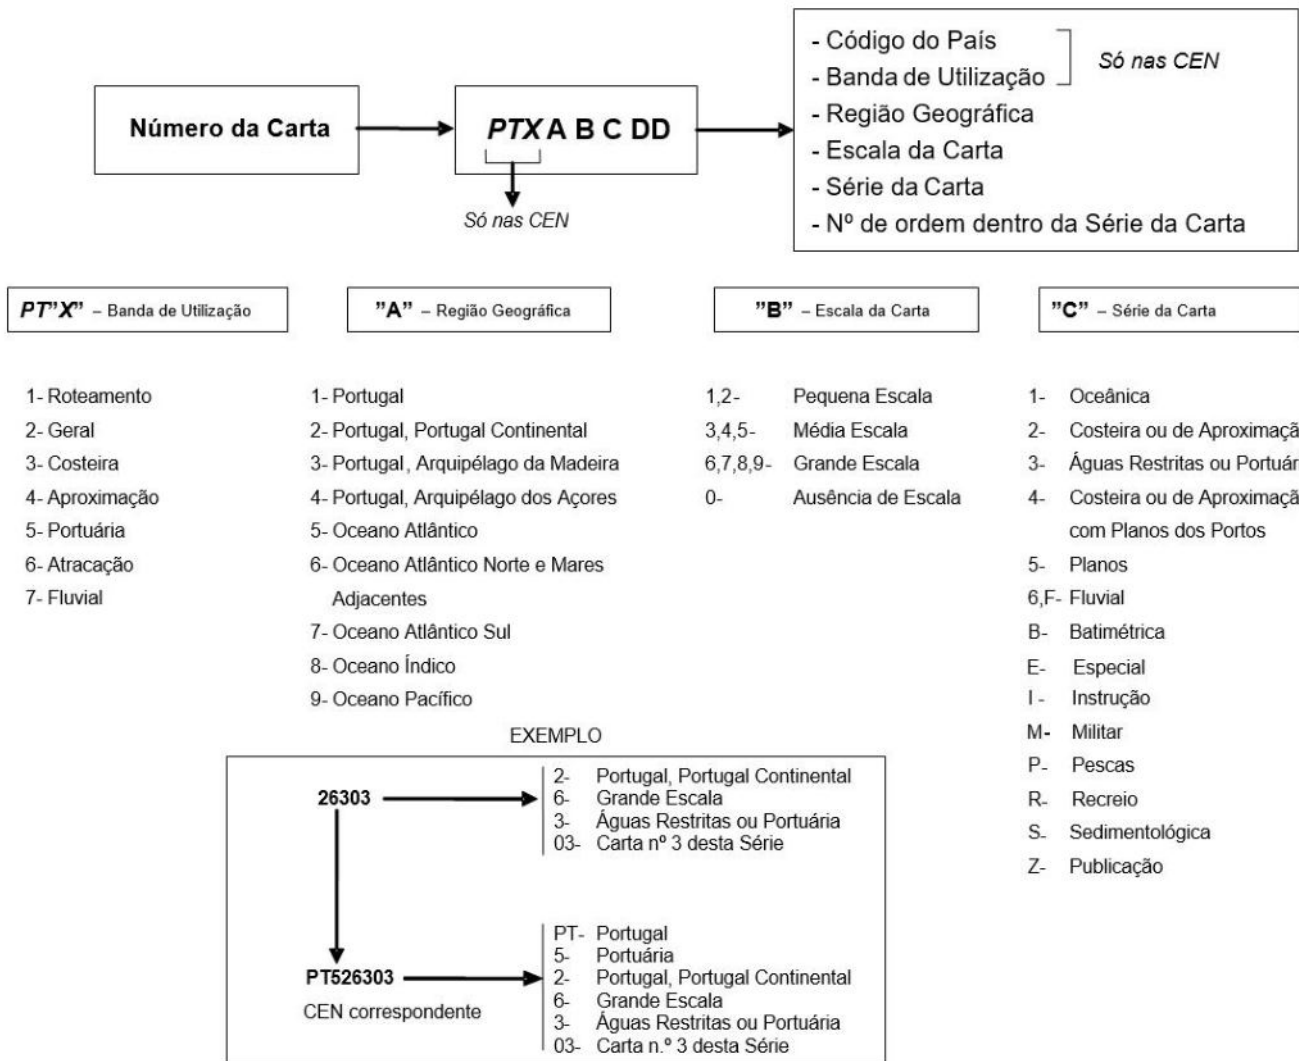 Número da Carta
PTX A B C DD
Só nas CEN
- Código do País
- Banda de Utilização
Só nas CEN
- Região Geográfica
- Escala da Carta
- Série da Carta
- Nº de ordem dentro da Série da Carta
PT"X" – Banda de Utilização
1- Roteamento
2- Geral
3- Costeira
4- Aproximação
5- Portuária
6- Atracação
7- Fluvial
"A" – Região Geográfica
1- Portugal
2- Portugal, Portugal Continental
3- Portugal, Arquipélago da Madeira
4- Portugal, Arquipélago dos Açores
5- Oceano Atlântico
6- Oceano Atlântico Norte e Mares
Adjacentes
7- Oceano Atlântico Sul
8- Oceano Índico
9- Oceano Pacífico
"B" – Escala da Carta
1,2- Pequena Escala
3,4,5- Média Escala
6,7,8,9- Grande Escala
0- Ausência de Escala
"C" – Série da Carta
1- Oceânica
2- Costeira ou de Aproximaçã
3- Águas Restritas ou Portuár
4- Costeira ou de Aproximaçã
com Planos dos Portos
5- Planos
6,F- Fluvial
B- Batimétrica
E- Especial
I - Instrução
M- Militar
P- Pescas
R- Recreio
S- Sedimentológica
Z- Publicação
EXEMPLO
26303
2- Portugal, Portugal Continental
6- Grande Escala
3- Águas Restritas ou Portuária
03- Carta nº 3 desta Série
PT526303
CEN correspondente
PT- Portugal
5- Portuária
2- Portugal, Portugal Continental
6- Grande Escala
3- Águas Restritas ou Portuária
03- Carta n.º 3 desta Série